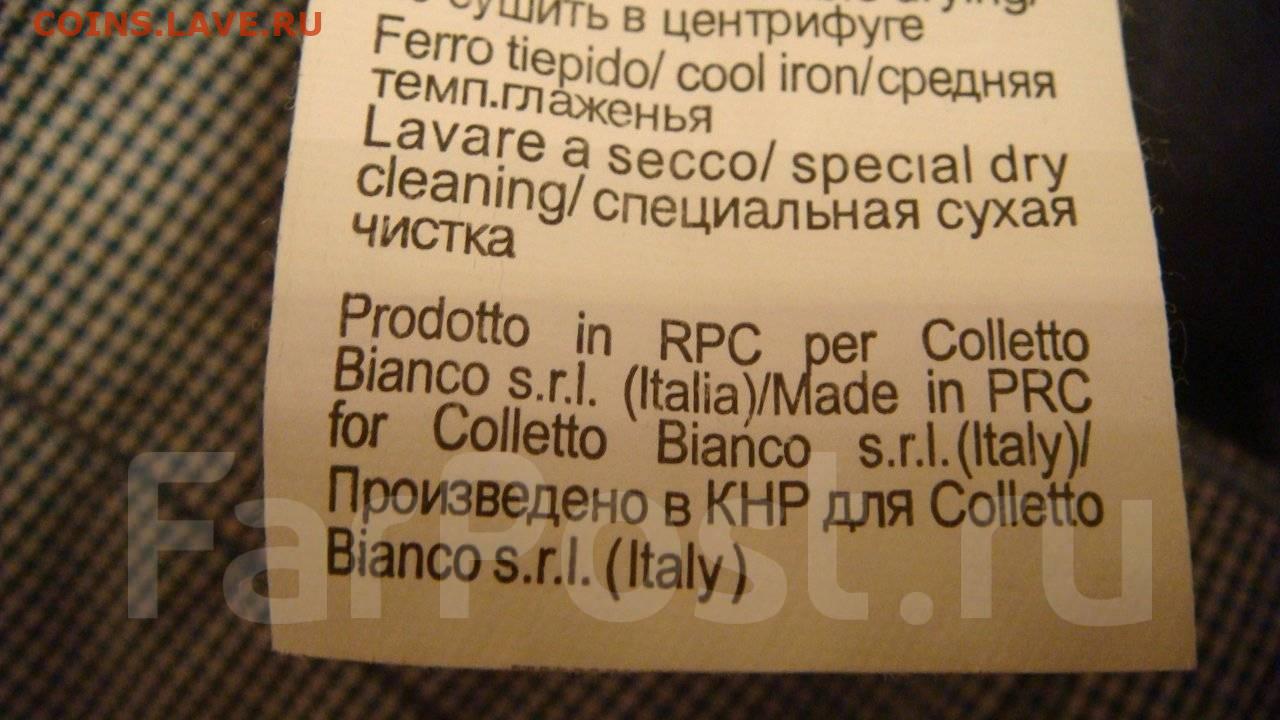 COINS.LAVE.RU
сушить в центрифуге
Ferro tiepido/ cool iron/средняя
темп.глаженья
Lavare a secco/ special dry
cleaning/ специальная сухая
чистка
Prodotto in RPC per Colletto
Bianco s.r.l. (Italia)/Made in PRC
for Colletto Bianco s.r.l.(Italy)/
Произведено в КНР для Colletto
Bianco s.r.l. (Italy)
FarPost.ru